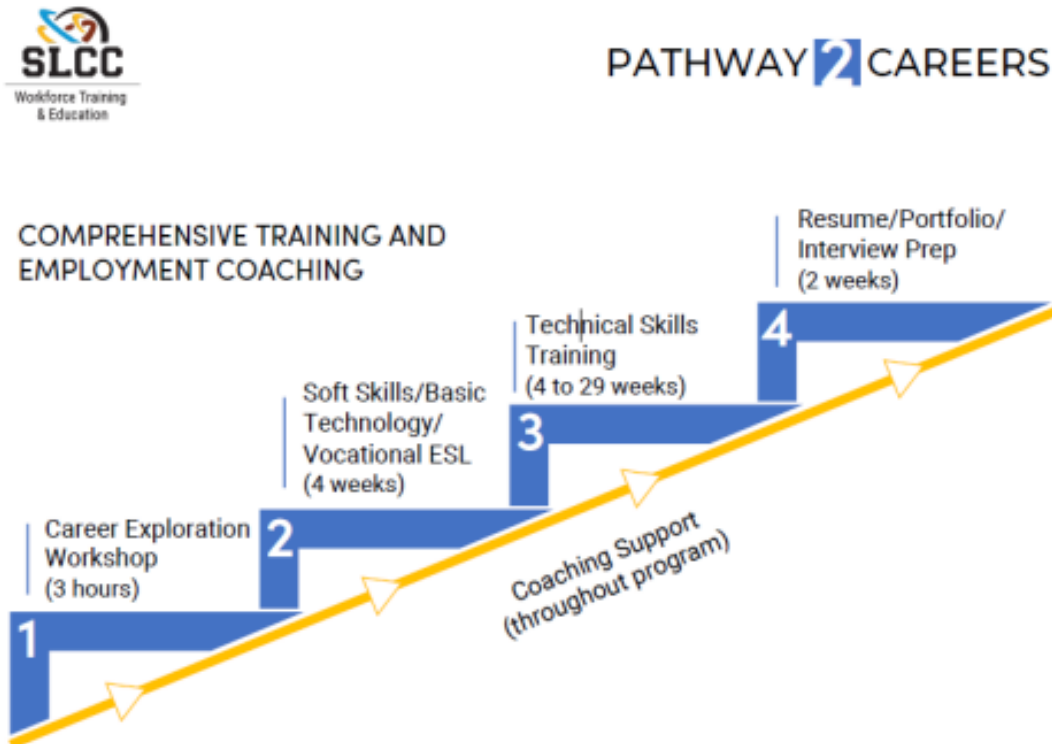 SLCC
Workforce Training
& Education
PATHWAY 2 CAREERS
COMPREHENSIVE TRAINING AND
EMPLOYMENT COACHING
1
Career Exploration
Workshop
(3 hours)
2
Soft Skills/Basic
Technology/
Vocational ESL
(4 weeks)
3
Technical Skills
Training
(4 to 29 weeks)
4
Resume/Portfolio/
Interview Prep
(2 weeks)
Coaching Support
(throughout program)